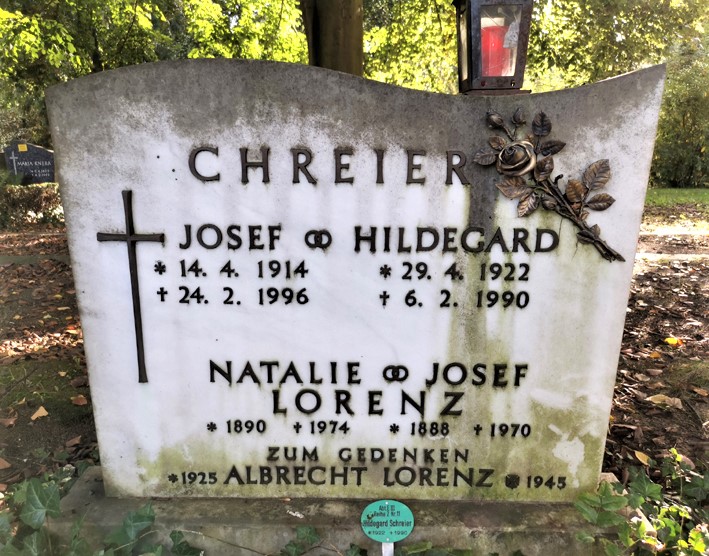 CHREIER
JOSEF ⚭ HILDEGARD
* 14. 4. 1914 * 29. 4. 1922
† 24. 2. 1996 † 6. 2. 1990
NATALIE ⚭ JOSEF
LORENZ
* 1890 † 1974 * 1888 † 1970
ZUM GEDENKEN
* 1925 ALBRECHT LORENZ 1945
Hildegard Schreier
MARIA